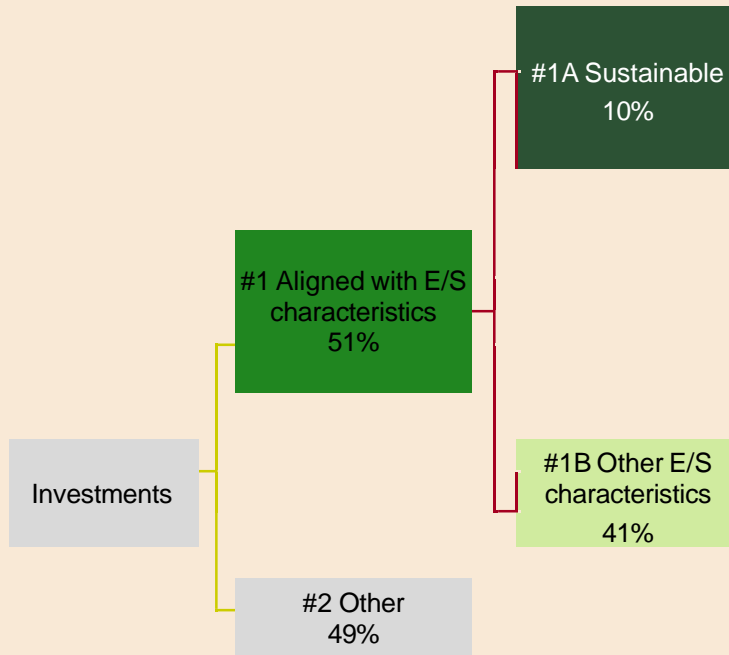 #1A Sustainable
10%
#1 Aligned with E/S
characteristics
51%
#1B Other E/S
characteristics
41%
Investments
#2 Other
49%